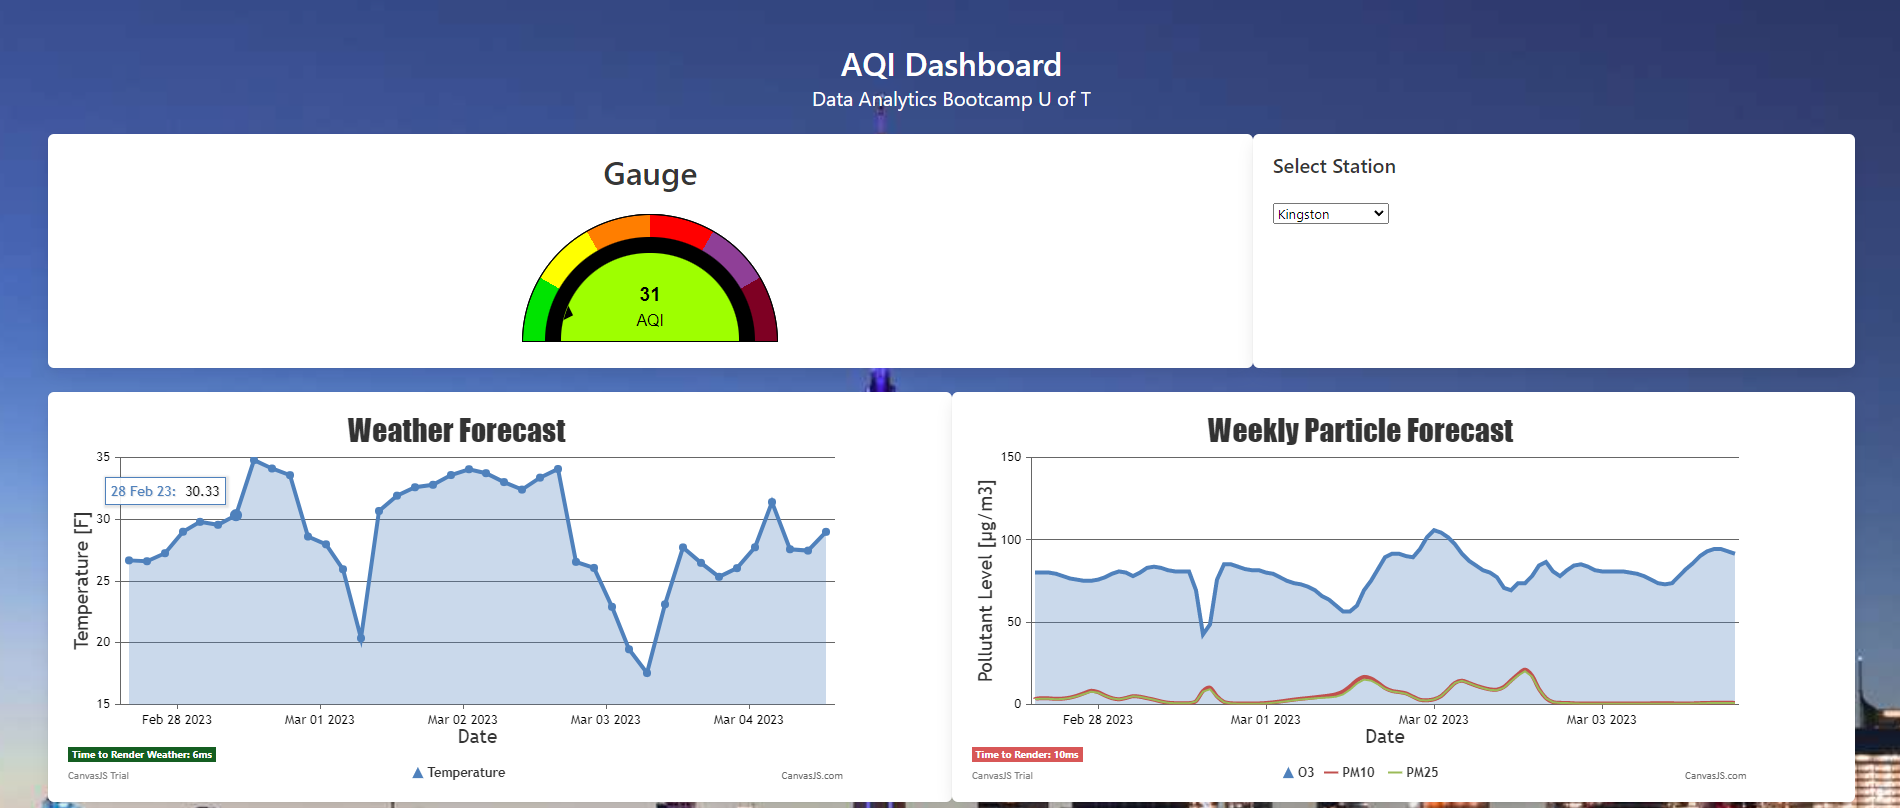 AQI Dashboard
Data Analytics Bootcamp U of T
Gauge
31
AQI
Select Station
Kingston
Weather Forecast
35
30
25
20
15
Temperature [F]
28 Feb 23: 30.33
Feb 28 2023 Mar 01 2023 Mar 02 2023 Mar 03 2023 Mar 04 2023
Date
Time to Render Weather: 6ms
Temperature
CanvasJS Trial
CanvasJS.com
Weekly Particle Forecast
150
100
50
0
Pollutant Level [µg/m3]
Feb 28 2023 Mar 01 2023 Mar 02 2023 Mar 03 2023
Date
Time to Render: 10ms
O3 PM10 PM25
CanvasJS Trial
CanvasJS.com